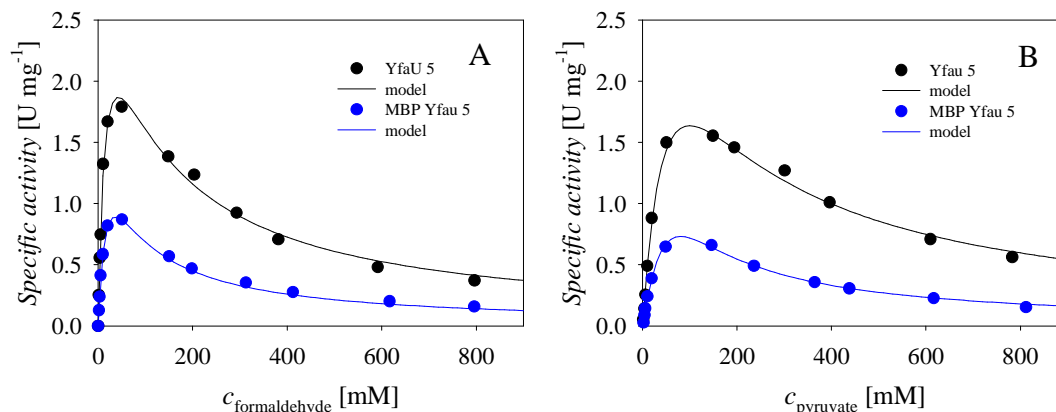 A
YfaU 5
model
MBP Yfau 5
model
Specific activity [U mg-1]
2.5
2.0
1.5
1.0
0.5
0.0
0 200 400 600 800
cformaldehyde [mM]
B
Yfau 5
model
MBP Yfau 5
model
Specific activity [U mg-1]
2.5
2.0
1.5
1.0
0.5
0.0
0 200 400 600 800
cpyruvate [mM]